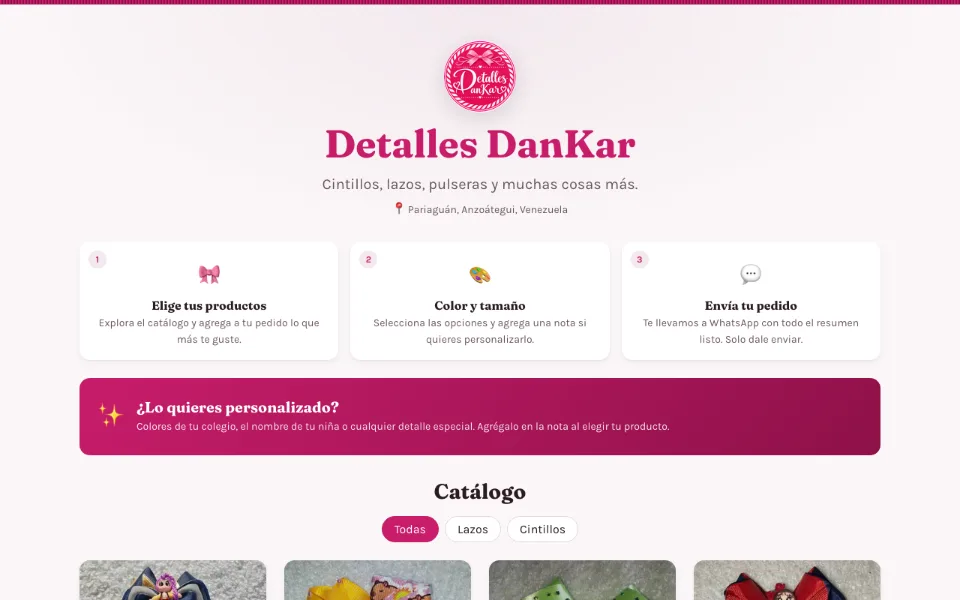 Detalles
DanKar
Detalles DanKar
Cintillos, lazos, pulseras y muchas cosas más.
Pariaguán, Anzoátegui, Venezuela
1
Elige tus productos
Explora el catálogo y agrega a tu pedido lo que
más te guste.
2
Color y tamaño
Selecciona las opciones y agrega una nota si
quieres personalizarlo.
3
Envía tu pedido
Te llevamos a WhatsApp con todo el resumen
listo. Solo dale enviar.
¿Lo quieres personalizado?
Colores de tu colegio, el nombre de tu niña o cualquier detalle especial. Agrégalo en la nota al elegir tu producto.
Catálogo
Todas
Lazos
Cintillos